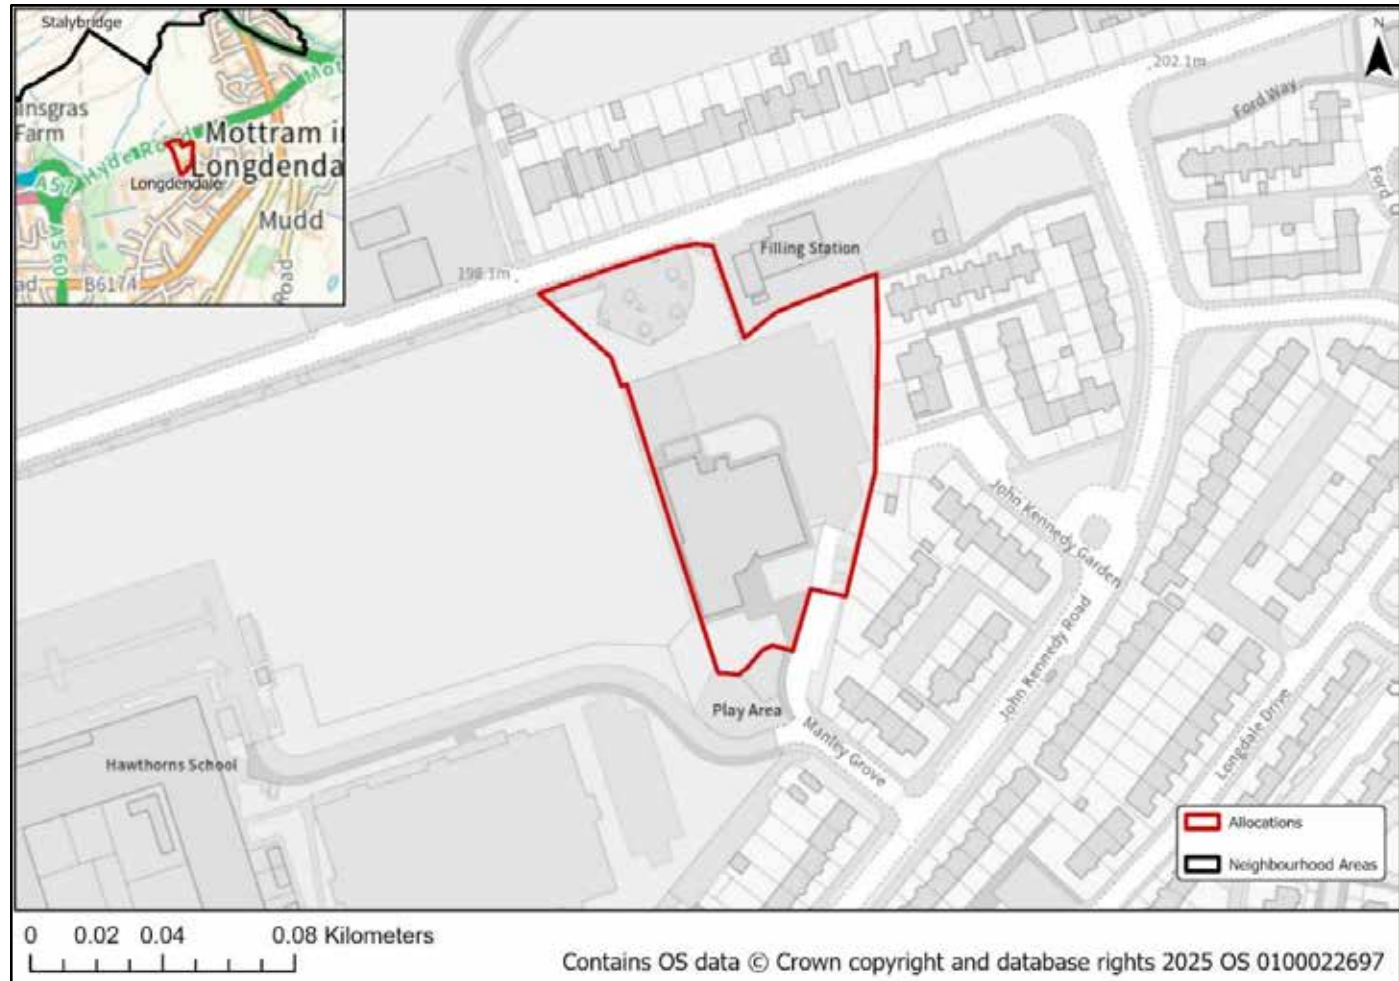 Stalybridge
Farm
A57
Hyde Road
Mot
Mottram in
Longdenda
Longdendale
Mudd
A560
B6174
ad
Road
N
202.1m
Ford Way
Ford
Filling Station
198.1m
John Kennedy Garden
John Kennedy Road
Longdale Drive
Play Area
Manley Grove
Hawthorns School
Allocations
Neighbourhood Areas
0 0.02 0.04 0.08 Kilometers
Contains OS data © Crown copyright and database rights 2025 OS 0100022697